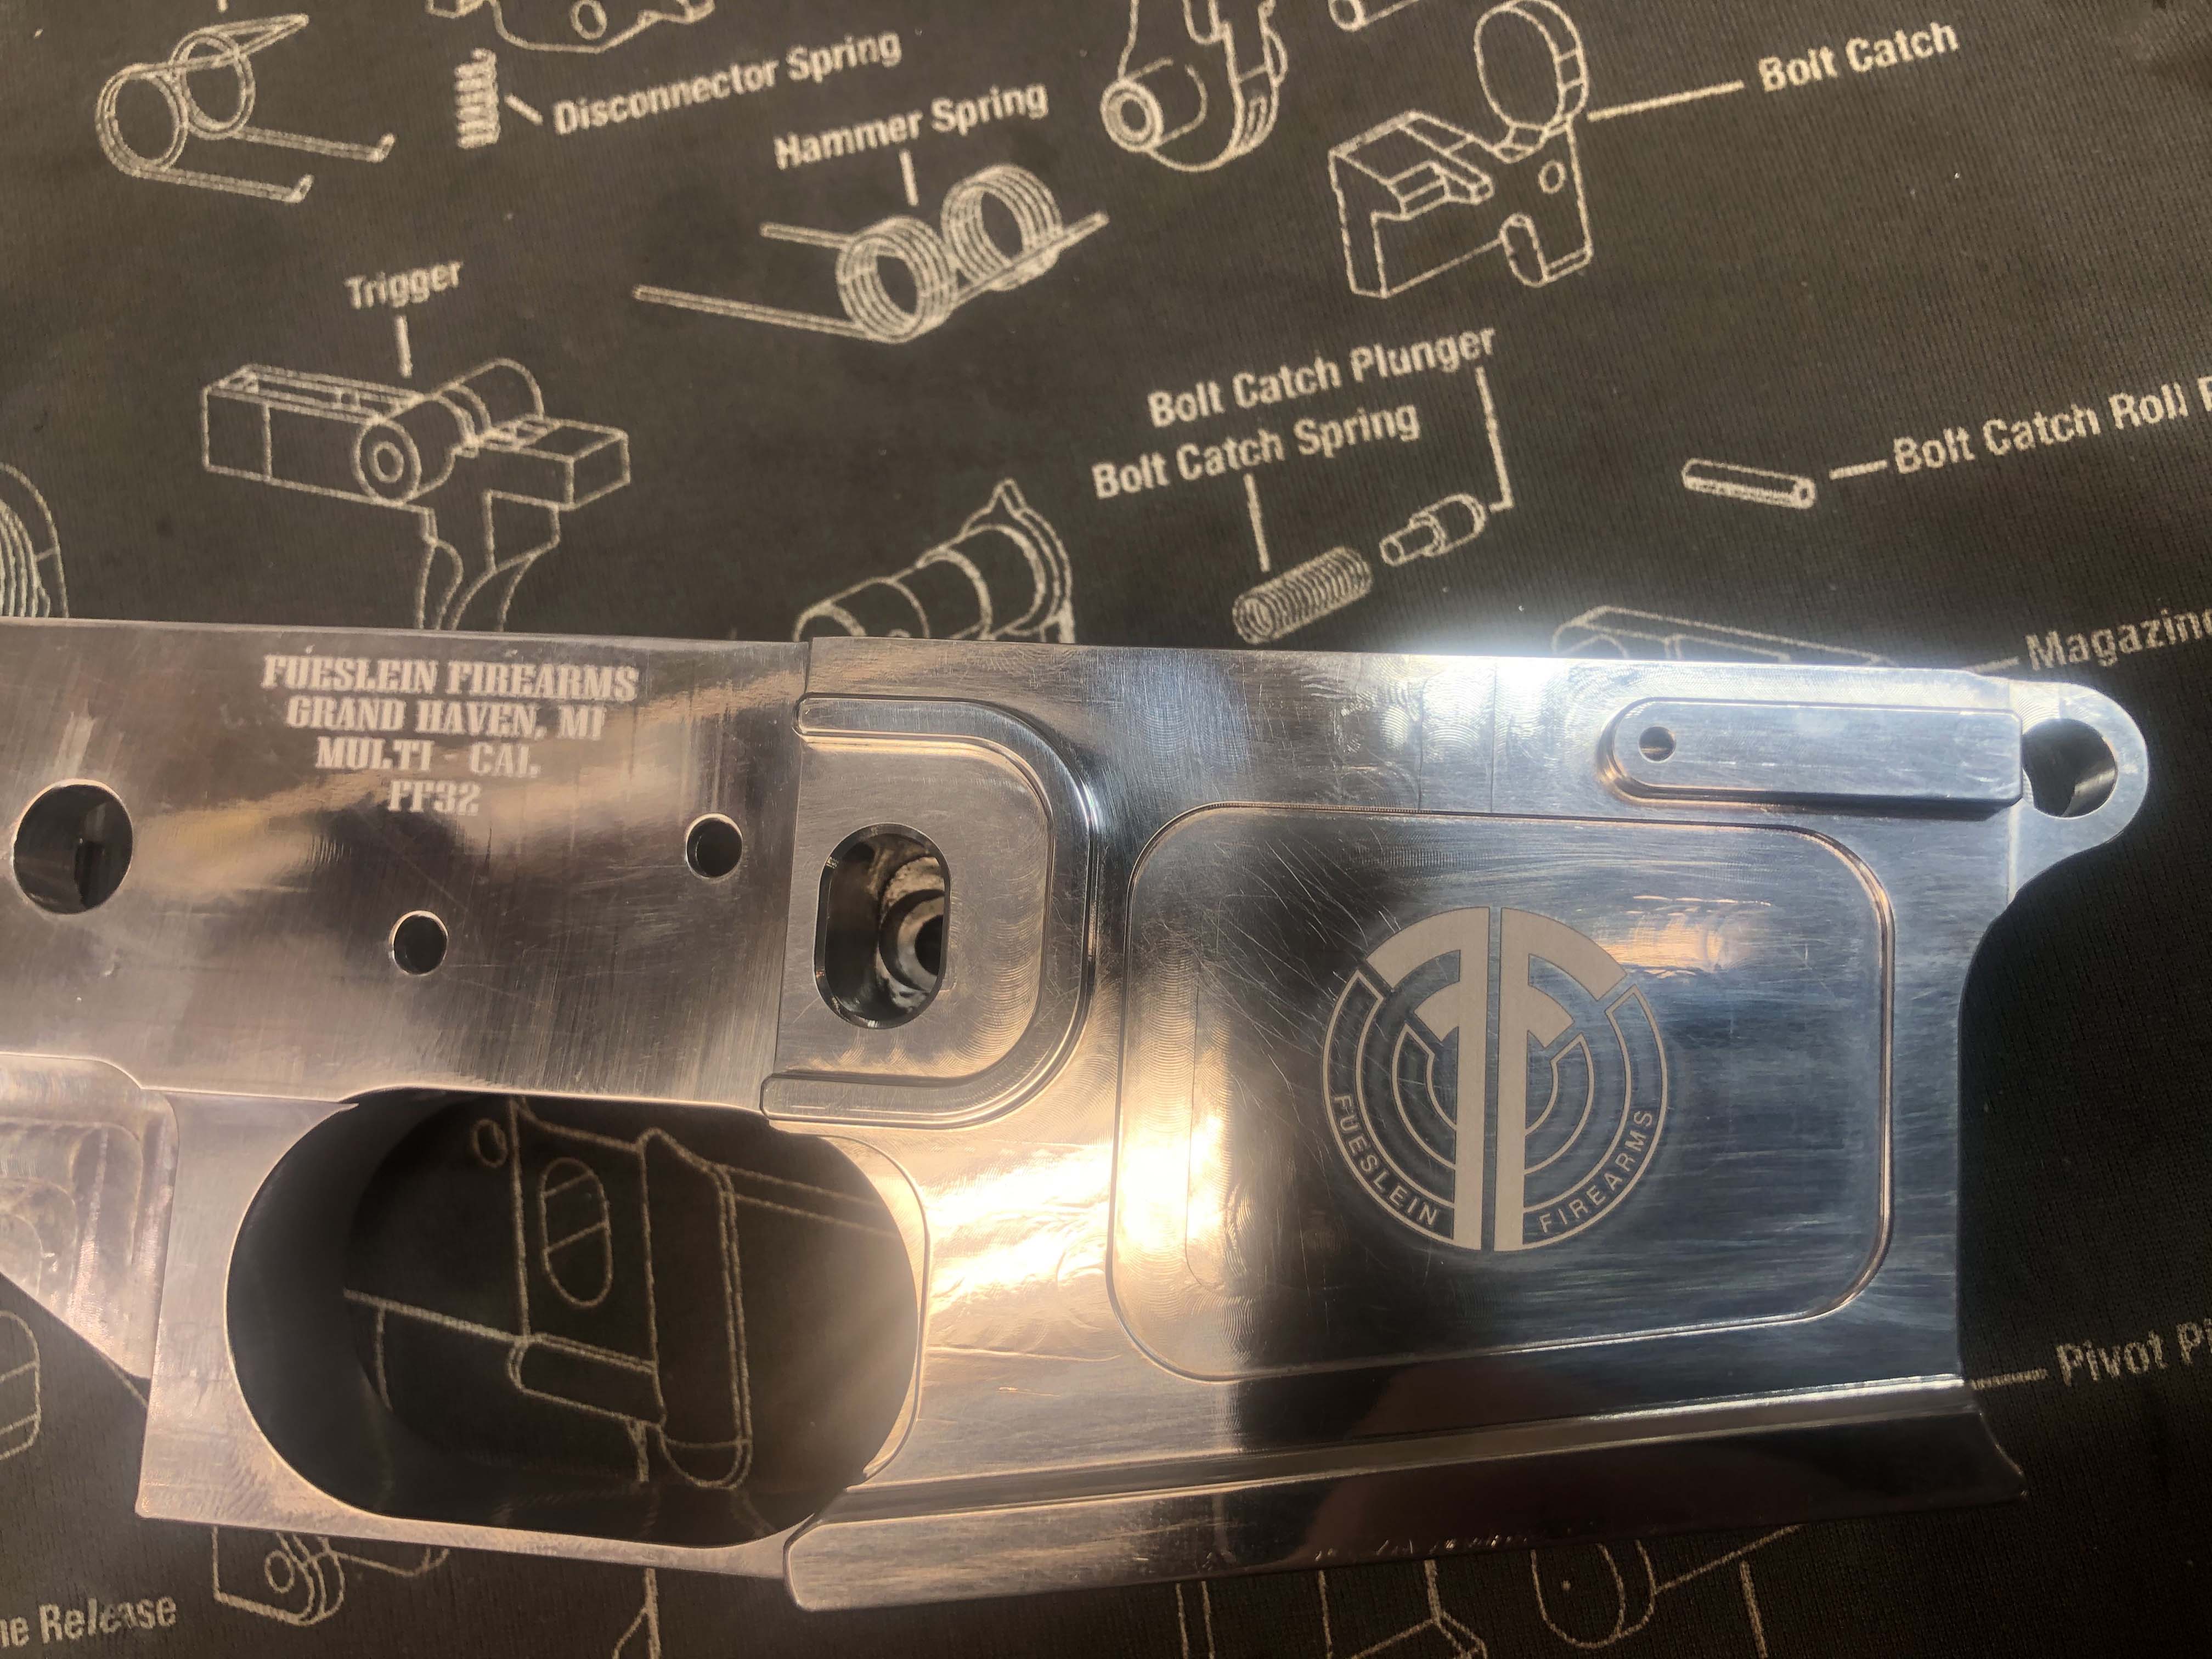 Disconnector Spring
Hammer Spring
Bolt Catch
Trigger
Bolt Catch Plunger
Bolt Catch Spring
Bolt Catch Roll
FUESLEIN FIREARMS
GRAND HAVEN, MI
MULTI - CAL
FF32
FUESLEIN FIREARMS
Pivot
Release